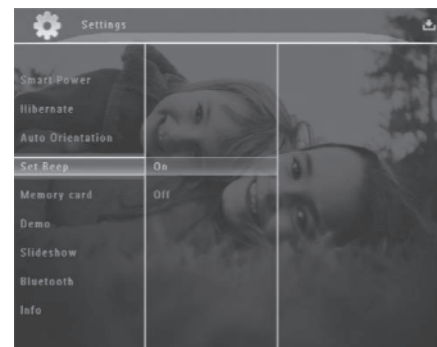 Settings
Smart Power
Hibernate
Auto Orientation
Set Beep
On
Memory card
Off
Demo
Slideshow
Bluetooth
Info